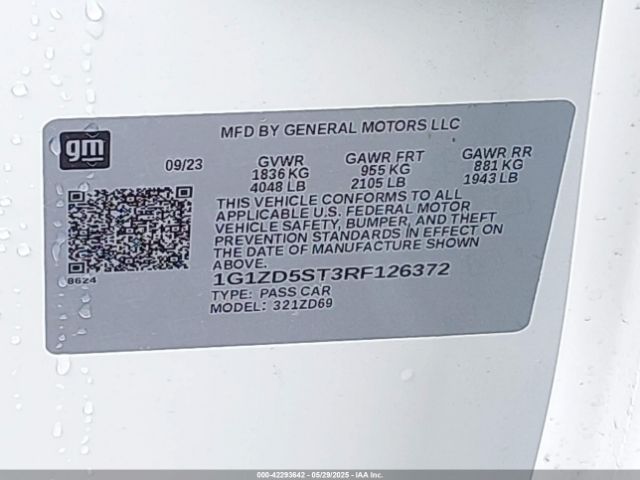 MFD BY GENERAL MOTORS LLC
gm
09/23 GVWR GAWR FRT GAWR RR
1836 KG 955 KG 881 KG
4048 LB 2105 LB 1943 LB
THIS VEHICLE CONFORMS TO ALL
APPLICABLE U.S. FEDERAL MOTOR
VEHICLE SAFETY, BUMPER, AND THEFT
PREVENTION STANDARDS IN EFFECT ON
THE DATE OF MANUFACTURE SHOWN
ABOVE.
8624
1G1ZD5ST3RF126372
TYPE: PASS CAR
MODEL: 321ZD69
000-42293642 - 05/29/2025 - IAA Inc.